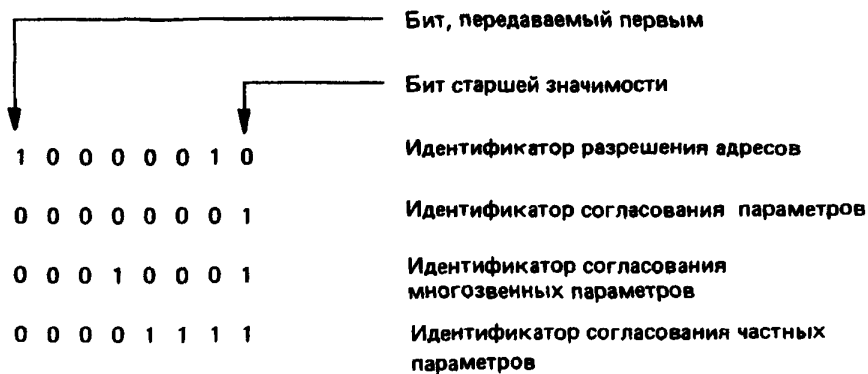 Бит, передаваемый первым
Бит старшей значимости
1 0 0 0 0 0 1 0 Идентификатор разрешения адресов
0 0 0 0 0 0 0 1 Идентификатор согласования параметров
0 0 0 1 0 0 0 1 Идентификатор согласования
многозвенных параметров
0 0 0 0 1 1 1 1 Идентификатор согласования частных
параметров